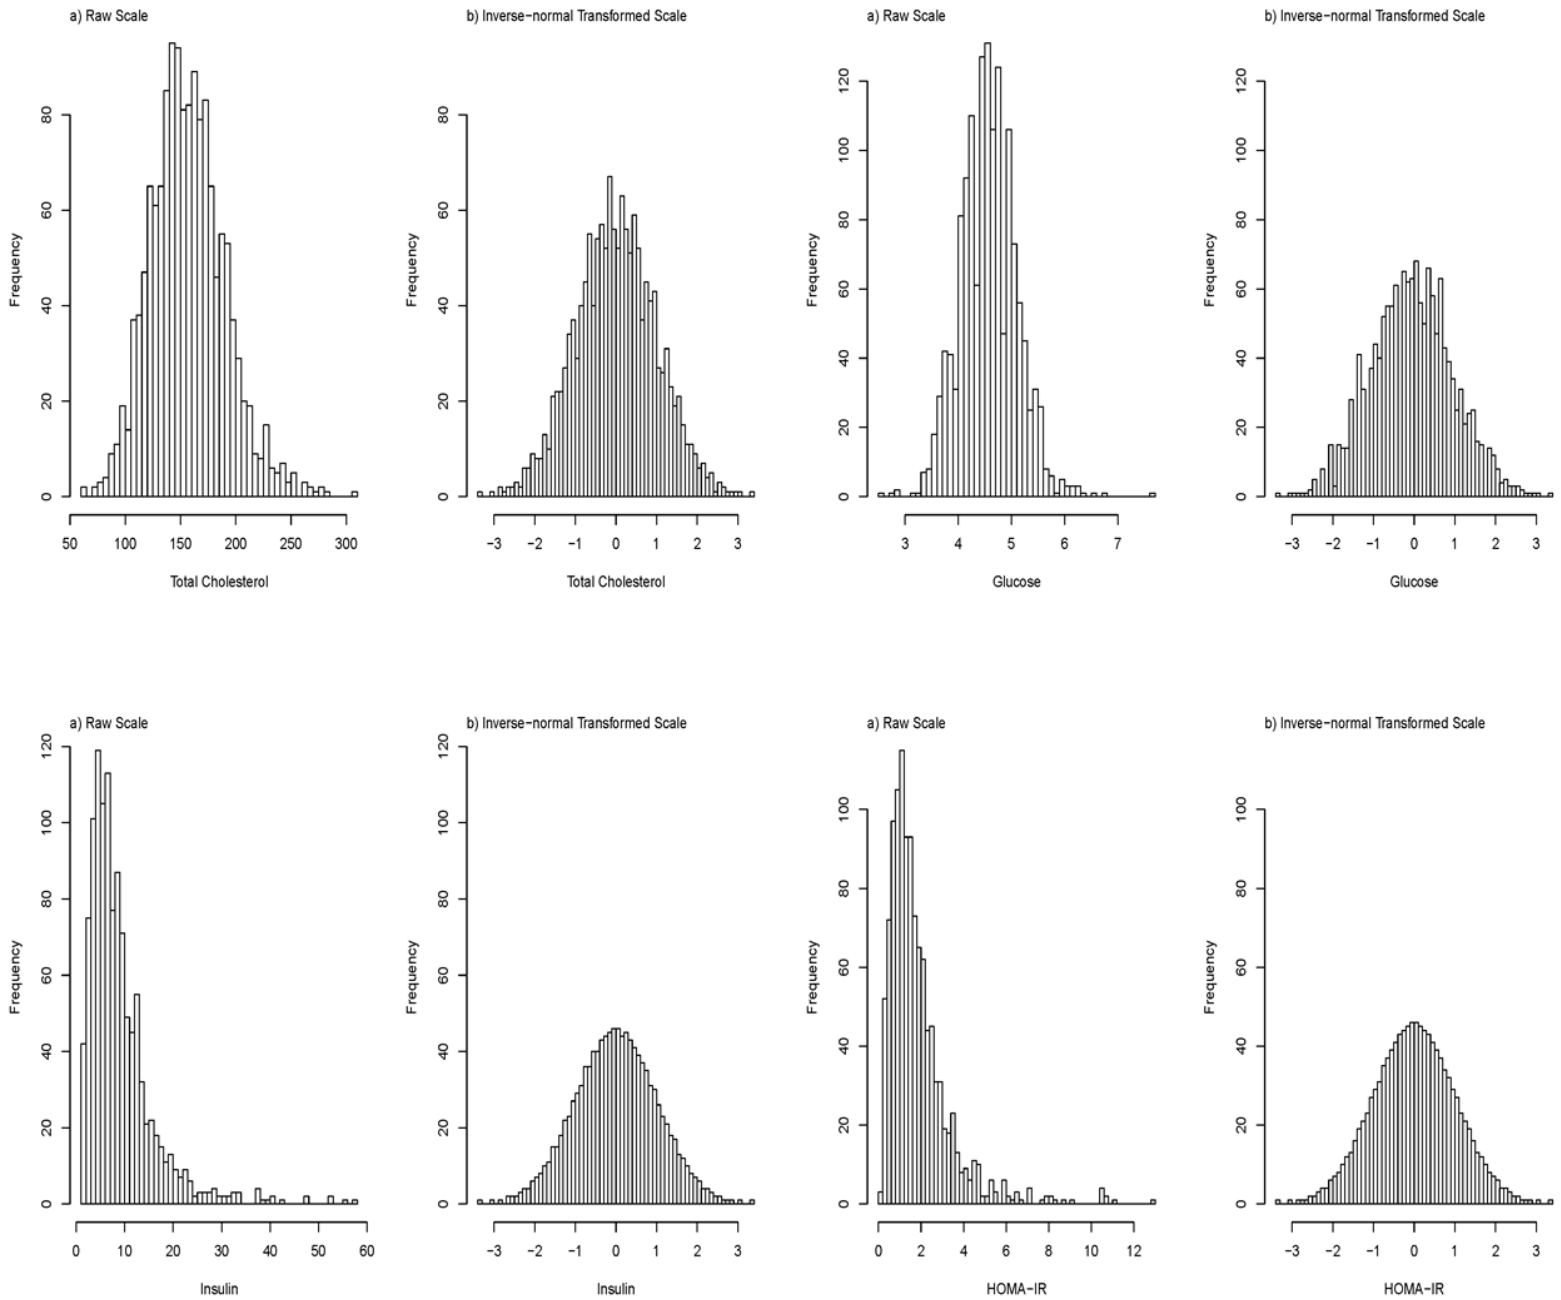 a) Raw Scale
b) Inverse−normal Transformed Scale
a) Raw Scale
b) Inverse−normal Transformed Scale
Frequency
0 20 40 60 80
50 100 150 200 250 300
Total Cholesterol
Frequency
0 20 40 60 80
−3 −2 −1 0 1 2 3
Total Cholesterol
Frequency
0 20 40 60 80 100 120
3 4 5 6 7
Glucose
Frequency
0 20 40 60 80 100 120
−3 −2 −1 0 1 2 3
Glucose
a) Raw Scale
b) Inverse−normal Transformed Scale
a) Raw Scale
b) Inverse−normal Transformed Scale
Frequency
0 20 40 60 80 100 120
0 10 20 30 40 50 60
Insulin
Frequency
0 20 40 60 80 100 120
−3 −2 −1 0 1 2 3
Insulin
Frequency
0 20 40 60 80 100
0 2 4 6 8 10 12
HOMA−IR
Frequency
0 20 40 60 80 100
−3 −2 −1 0 1 2 3
HOMA−IR